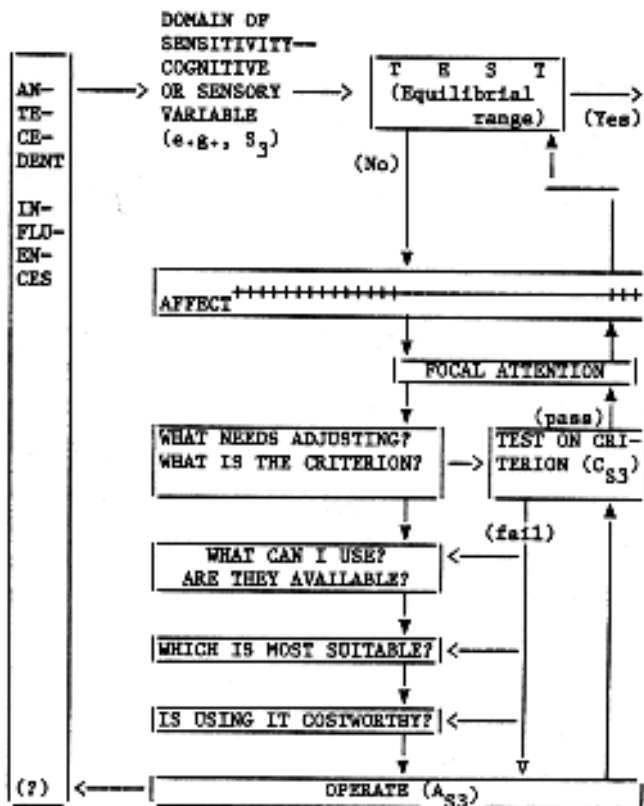 DOMAIN OF
SENSITIVITY—
COGNITIVE
OR SENSORY
VARIABLE
(e.g., S3)
T E S T
(Equilibrial
range)
(Yes)
(No)
AN-
TE-
CE-
DENT
IN-
FLU-
EN-
CES
AFFECT
FOCAL ATTENTION
(pass)
WHAT NEEDS ADJUSTING?
WHAT IS THE CRITERION?
TEST ON CRI-
TERION (CS3)
(fail)
WHAT CAN I USE?
ARE THEY AVAILABLE?
WHICH IS MOST SUITABLE?
IS USING IT COSTWORTHY?
(?)
OPERATE (AS3)